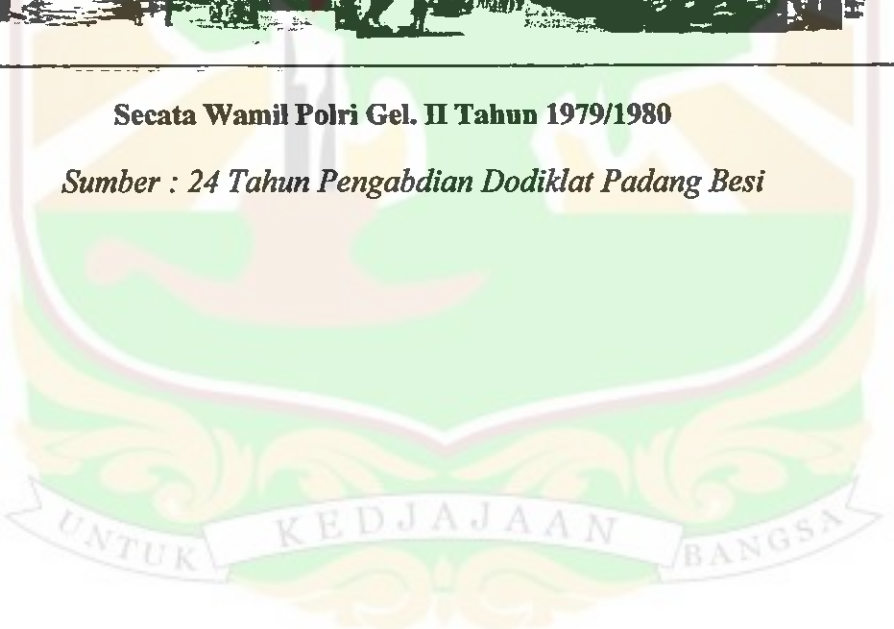 Secata Wamil Polri Gel. II Tahun 1979/1980
Sumber : 24 Tahun Pengabdian Dodiklat Padang Besi
UNTUK KEDJAJAAN BANGSA